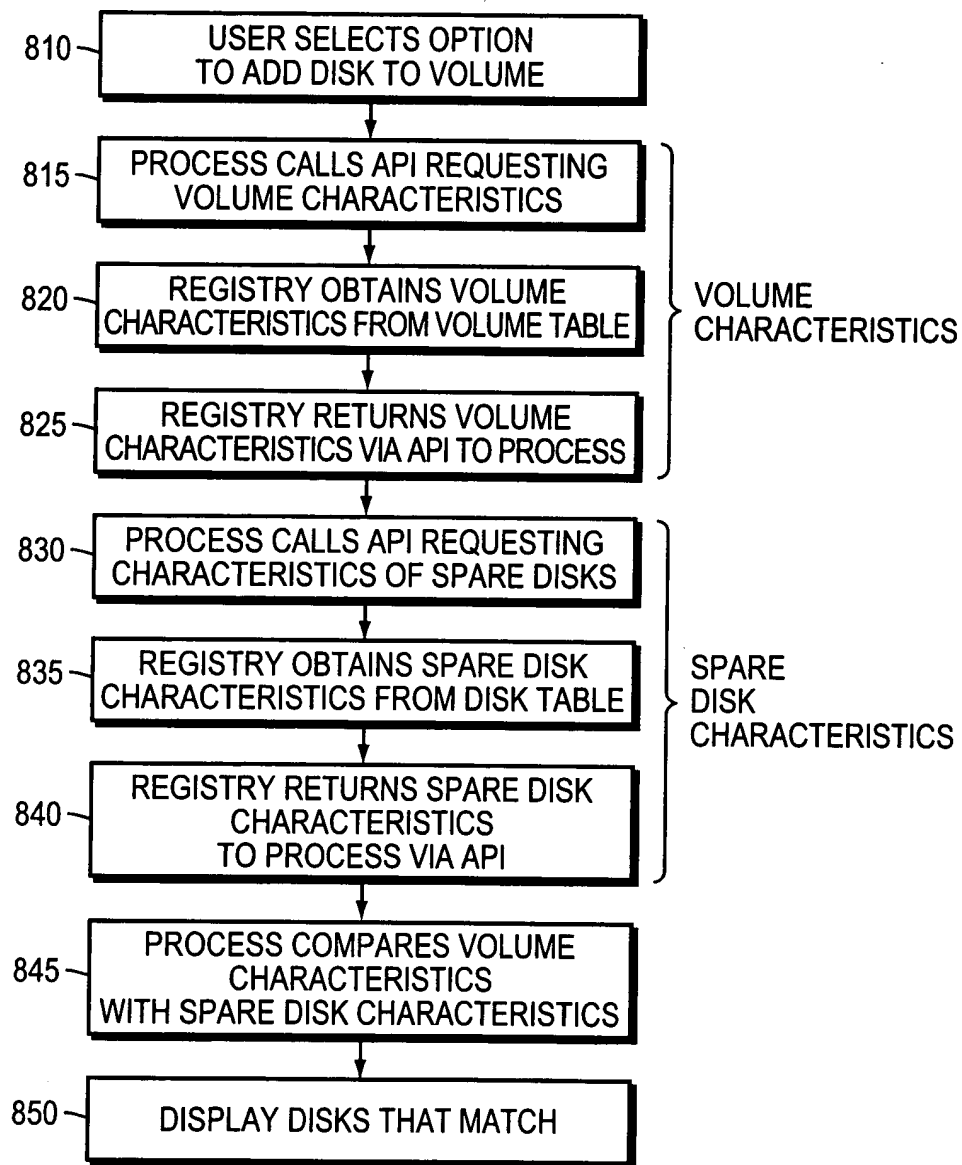 810
USER SELECTS OPTION
TO ADD DISK TO VOLUME
815
PROCESS CALLS API REQUESTING
VOLUME CHARACTERISTICS
820
REGISTRY OBTAINS VOLUME
CHARACTERISTICS FROM VOLUME TABLE
825
REGISTRY RETURNS VOLUME
CHARACTERISTICS VIA API TO PROCESS
VOLUME
CHARACTERISTICS
830
PROCESS CALLS API REQUESTING
CHARACTERISTICS OF SPARE DISKS
835
REGISTRY OBTAINS SPARE DISK
CHARACTERISTICS FROM DISK TABLE
840
REGISTRY RETURNS SPARE DISK
CHARACTERISTICS
TO PROCESS VIA API
SPARE
DISK
CHARACTERISTICS
845
PROCESS COMPARES VOLUME
CHARACTERISTICS
WITH SPARE DISK CHARACTERISTICS
850
DISPLAY DISKS THAT MATCH